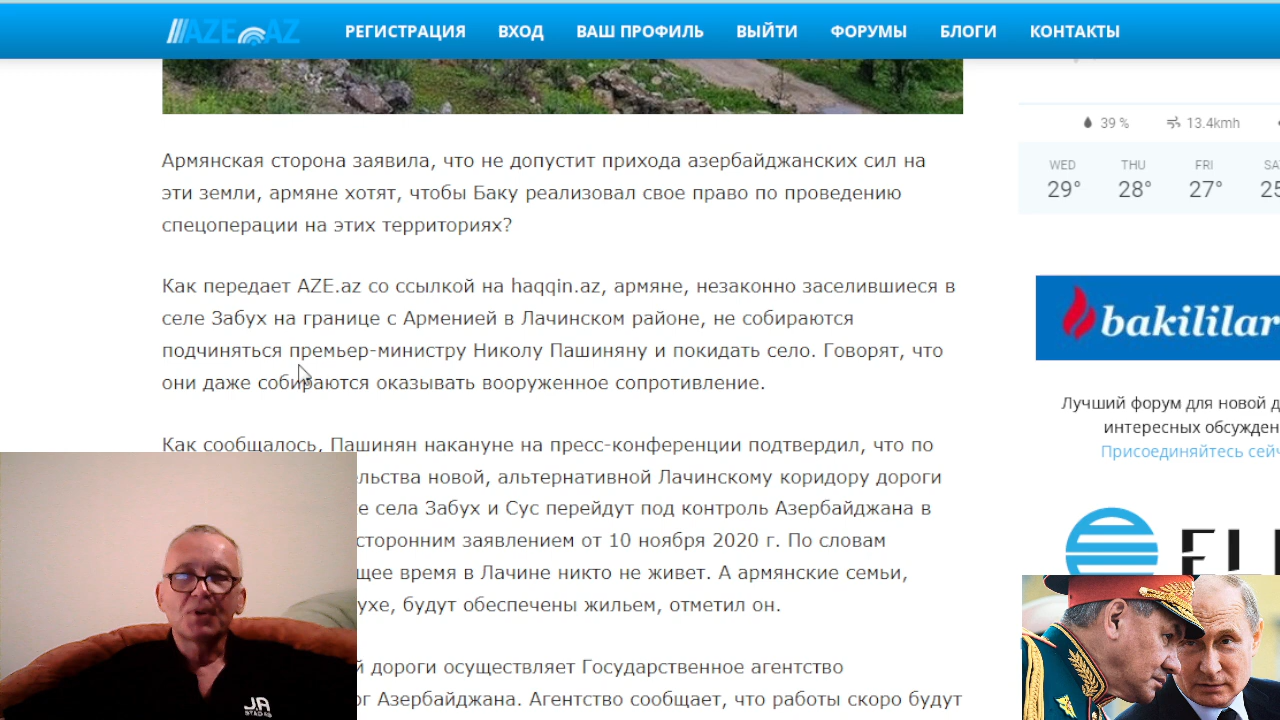 AZE AZ
РЕГИСТРАЦИЯ ВХОД ВАШ ПРОФИЛЬ ВЫЙТИ ФОРУМЫ БЛОГИ КОНТАКТЫ
Армянская сторона заявила, что не допустит прихода азербайджанских сил на
эти земли, армяне хотят, чтобы Баку реализовал свое право по проведению
спецоперации на этих территориях?
Как передает AZE.az со ссылкой на haqqin.az, армяне, незаконно заселившиеся в
селе Забух на границе с Арменией в Лачинском районе, не собираются
подчиняться премьер-министру Николу Пашиняну и покидать село. Говорят, что
они даже собираются оказывать вооруженное сопротивление.
Как сообщалось, Пашинян накануне на пресс-конференции подтвердил, что по
ельства новой, альтернативной Лачинскому коридору дороги
е села Забух и Сус перейдут под контроль Азербайджана в
сторонним заявлением от 10 ноября 2020 г. По словам
щее время в Лачине никто не живет. А армянские семьи,
ухе, будут обеспечены жильем, отметил он.
й дороги осуществляет Государственное агентство
ог Азербайджана. Агентство сообщает, что работы скоро будут
39 % 13.4kmh
WED THU FRI SA
29° 28° 27° 25
bakililar
Лучший форум для новой д
интересных обсужден
Присоединяйтесь сейч
JA